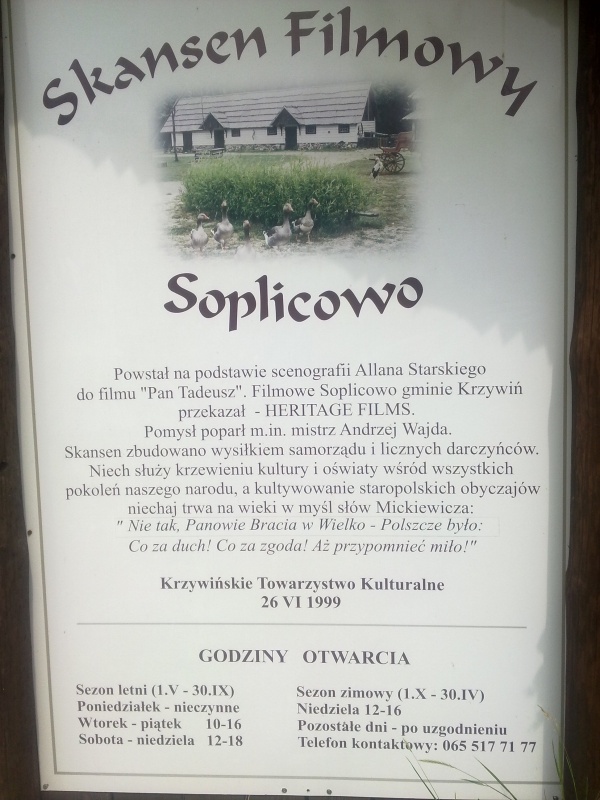 Skansen Filmowy
Soplicowo
Powstał na podstawie scenografii Allana Starskiego
do filmu "Pan Tadeusz". Filmowe Soplicowo gminie Krzywiń
przekazał - HERITAGE FILMS.
Pomysł poparł m.in. mistrz Andrzej Wajda.
Skansen zbudowano wysiłkiem samorządu i licznych darczyńców.
Niech służy krzewieniu kultury i oświaty wśród wszystkich
pokoleń naszego narodu, a kultywowanie staropolskich obyczajów
niechaj trwa na wieki w myśl słów Mickiewicza:
" Nie tak, Panowie Bracia w Wielko - Polszcze było:
Co za duch! Co za zgoda! Aż przypomnieć miło!"
Krzywińskie Towarzystwo Kulturalne
26 VI 1999
GODZINY OTWARCIA
Sezon letni (1.V - 30.IX)
Poniedziałek - nieczynne
Wtorek - piątek 10-16
Sobota - niedziela 12-18
Sezon zimowy (1.X - 30.IV)
Niedziela 12-16
Pozostałe dni - po uzgodnieniu
Telefon kontaktowy: 065 517 71 77